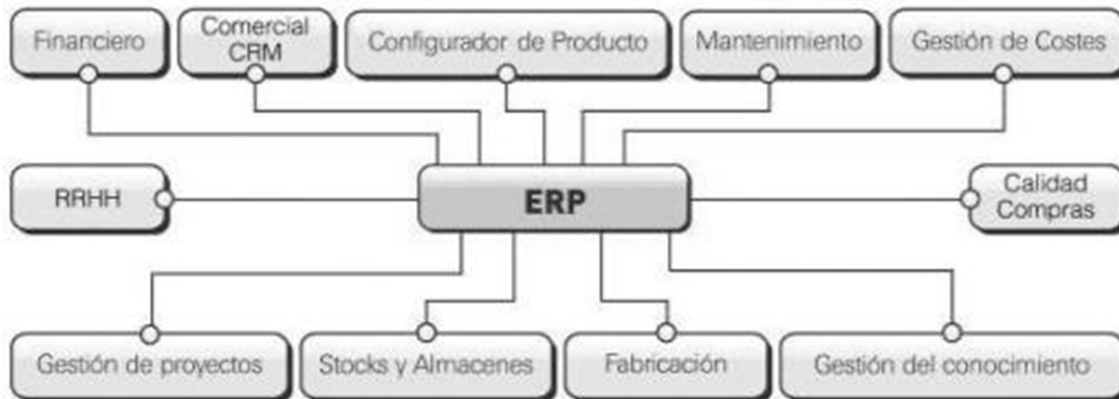 Financiero
Comercial
CRM
Configurador de Producto
Mantenimiento
Gestión de Costes
RRHH
ERP
Calidad
Compras
Gestión de proyectos
Stocks y Almacenes
Fabricación
Gestión del conocimiento